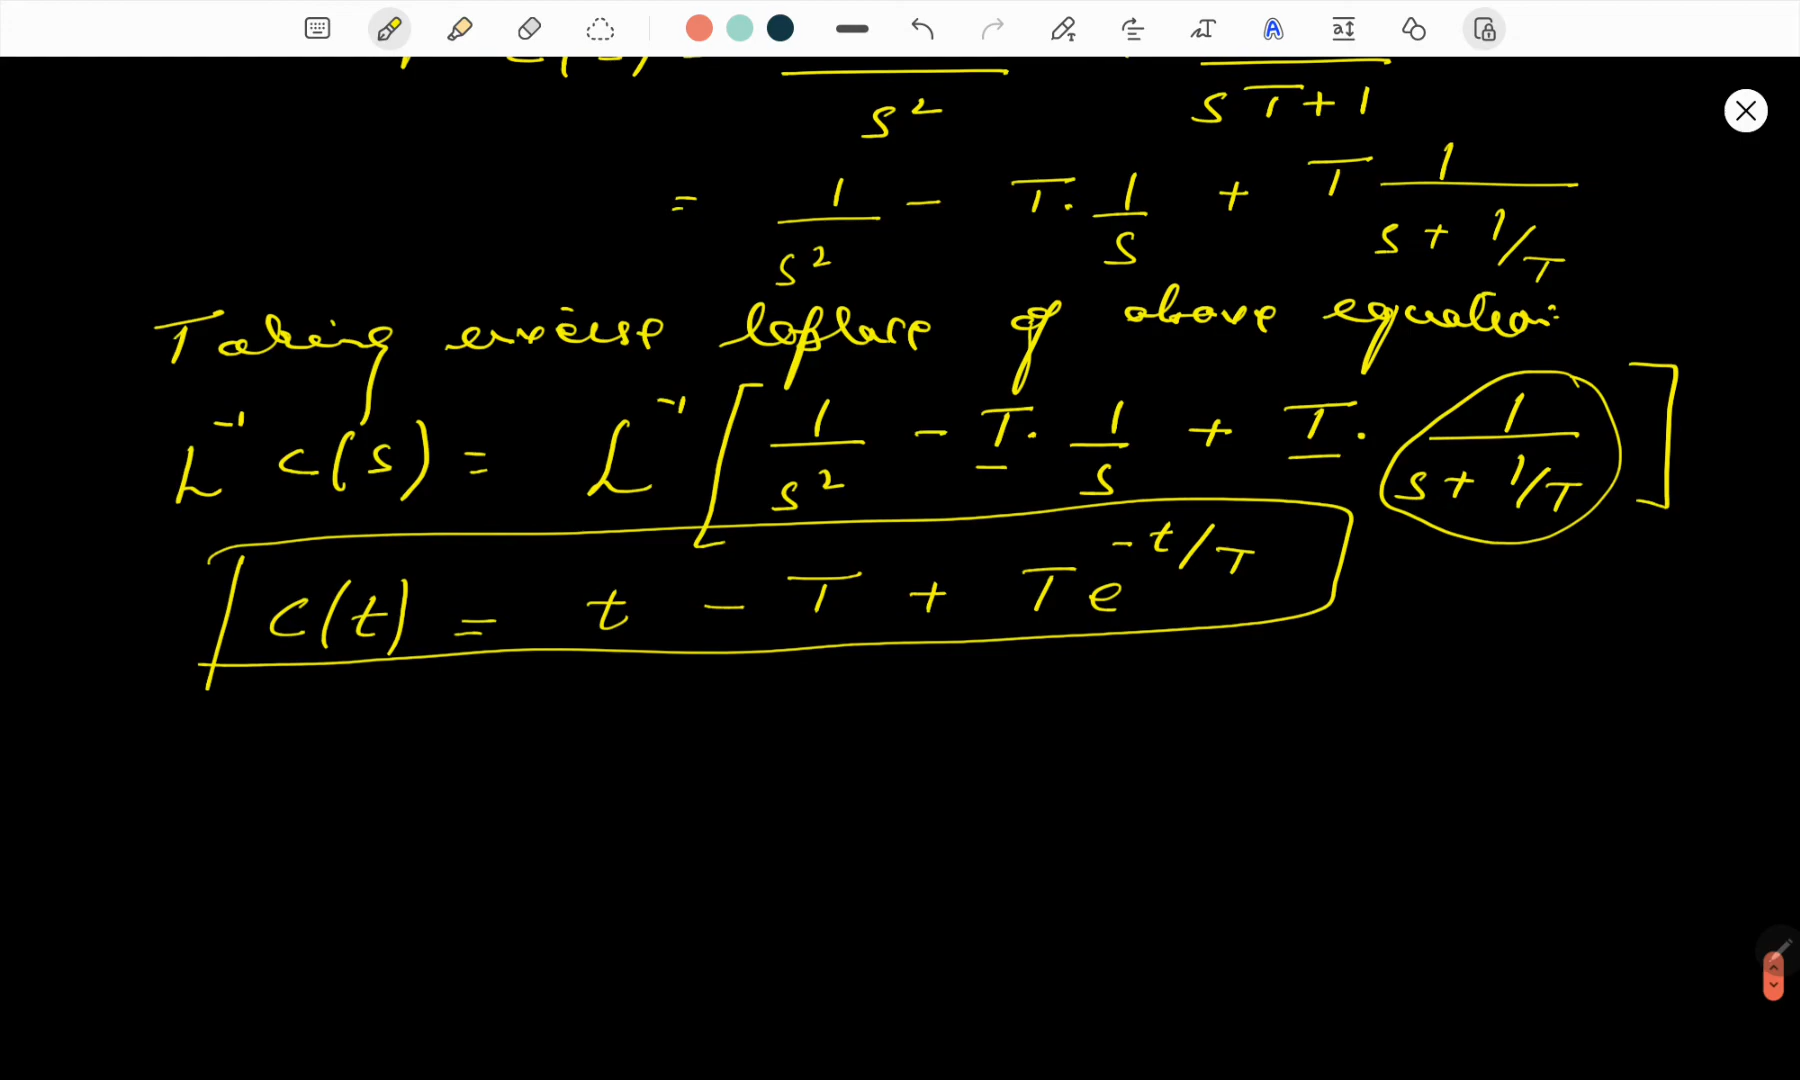 s² sT+1
= 1/s² - T. 1/s + T 1/(s + 1/T)
Taking inverse laplace of above equation:
L⁻¹ C(s) = L⁻¹ [ 1/s² - T. 1/s + T. 1/(s + 1/T) ]
C(t) = t - T + T e^(-t/T)